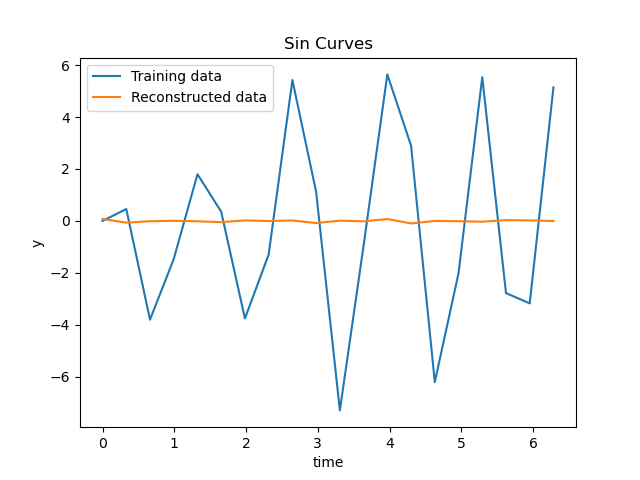 Sin Curves
Training data
Reconstructed data
6
4
2
0
−2
−4
−6
y
0 1 2 3 4 5 6
time